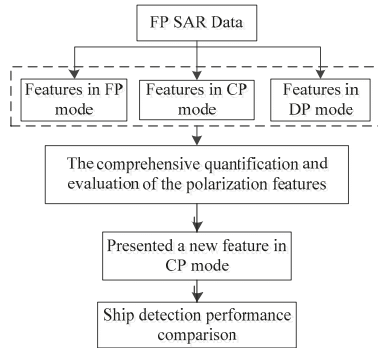 FP SAR Data
Features in FP
mode
Features in CP
mode
Features in
DP mode
The comprehensive quantification and
evaluation of the polarization features
Presented a new feature in
CP mode
Ship detection performance
comparison